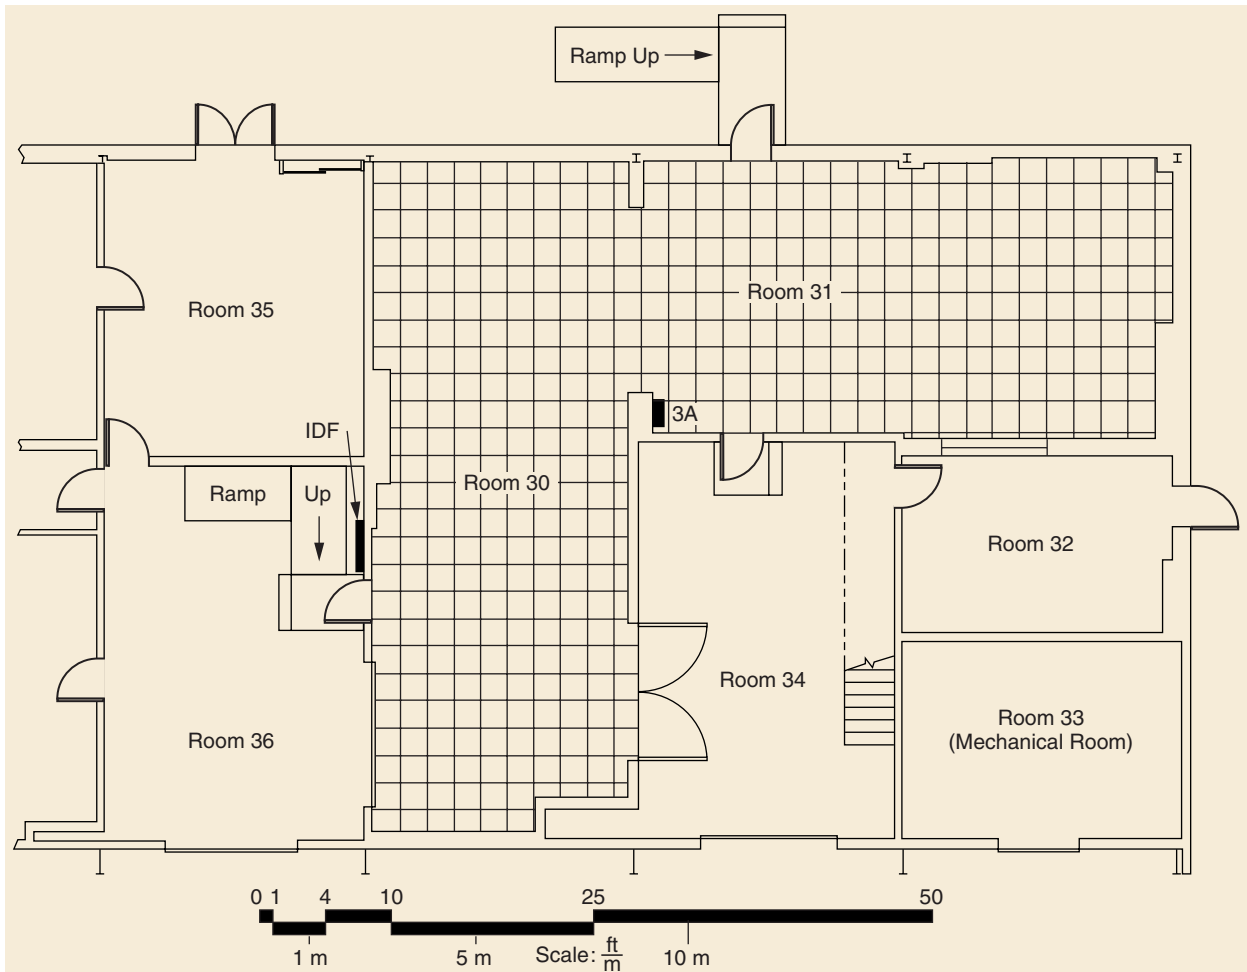 Ramp Up
Room 35
Room 31
IDF
3A
Room 30
Ramp
Up
Room 32
Room 34
Room 36
Room 33
(Mechanical Room)
0 1 4 10 25 50
1 m 5 m Scale: ft/m 10 m